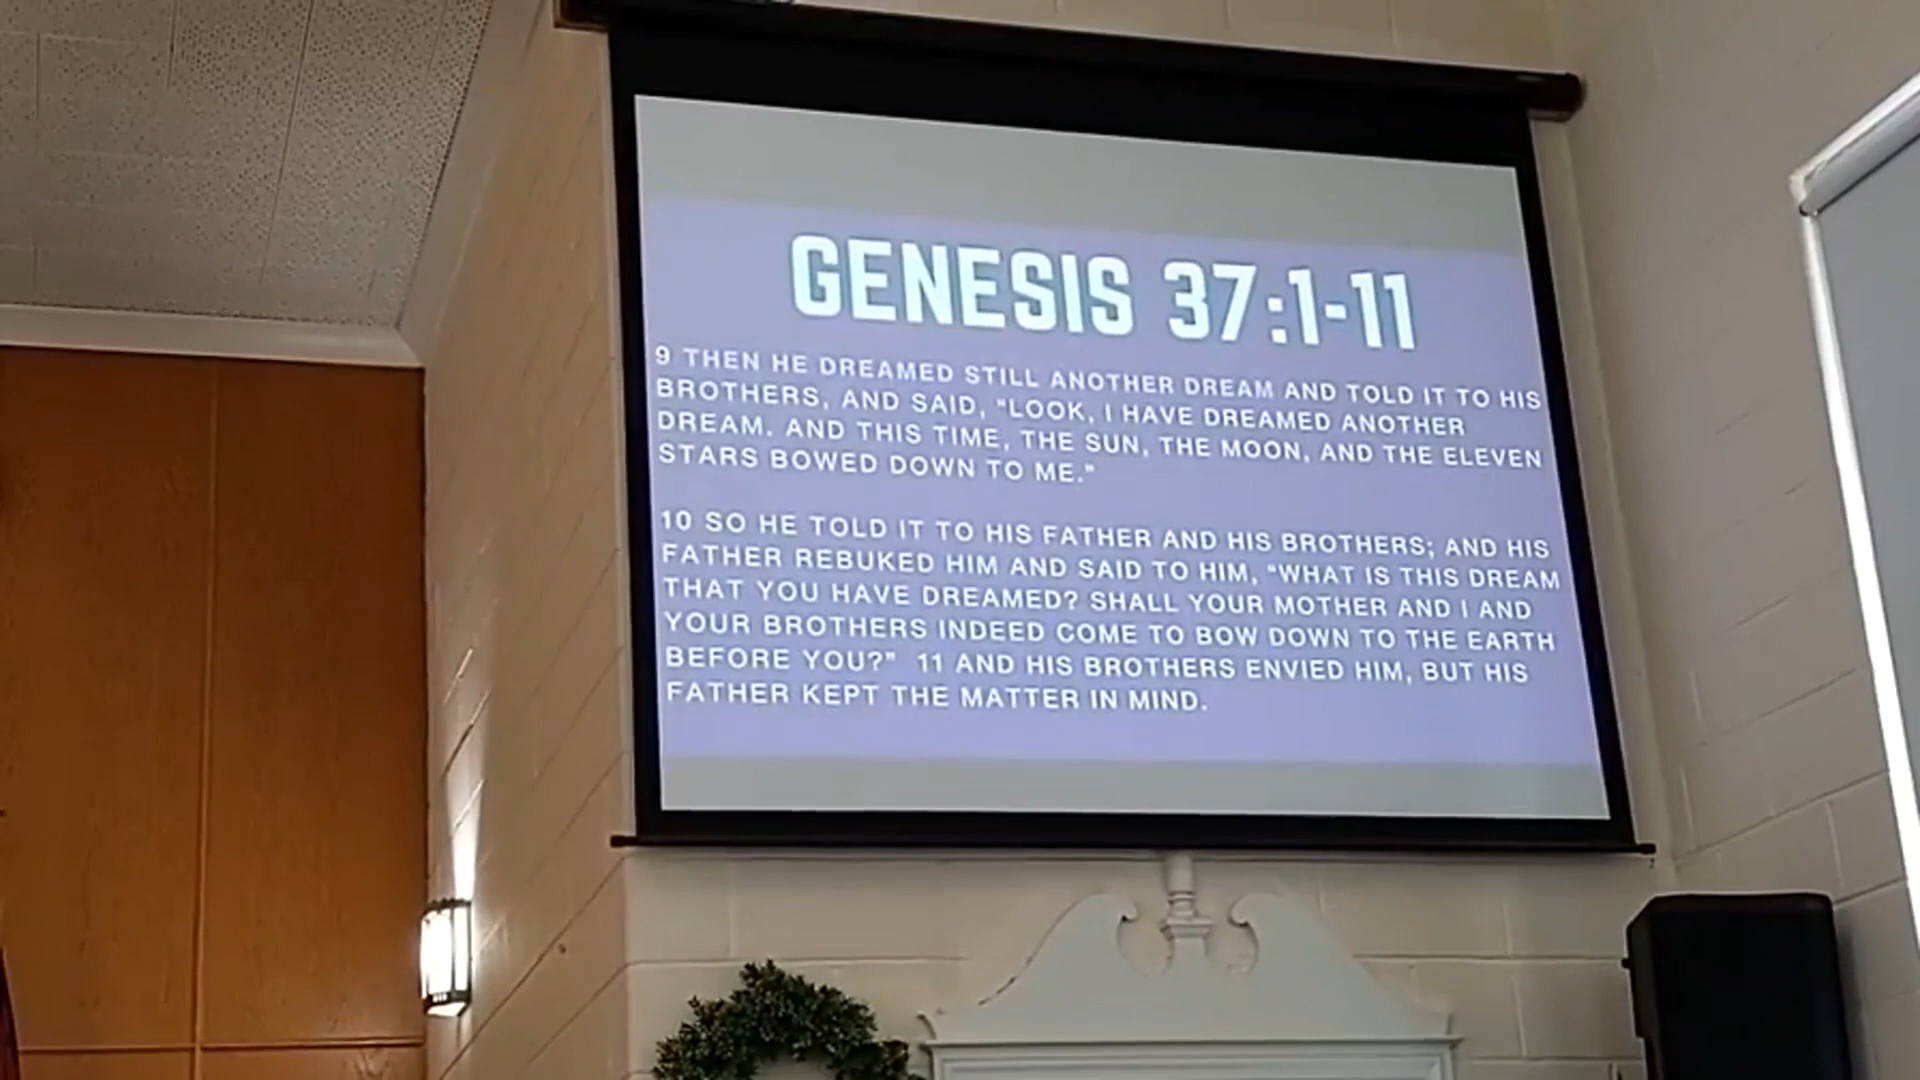 GENESIS 37:1-11
9 THEN HE DREAMED STILL ANOTHER DREAM AND TOLD IT TO HIS
BROTHERS, AND SAID, “LOOK, I HAVE DREAMED ANOTHER
DREAM. AND THIS TIME, THE SUN, THE MOON, AND THE ELEVEN
STARS BOWED DOWN TO ME.”
10 SO HE TOLD IT TO HIS FATHER AND HIS BROTHERS; AND HIS
FATHER REBUKED HIM AND SAID TO HIM, “WHAT IS THIS DREAM
THAT YOU HAVE DREAMED? SHALL YOUR MOTHER AND I AND
YOUR BROTHERS INDEED COME TO BOW DOWN TO THE EARTH
BEFORE YOU?” 11 AND HIS BROTHERS ENVIED HIM, BUT HIS
FATHER KEPT THE MATTER IN MIND.